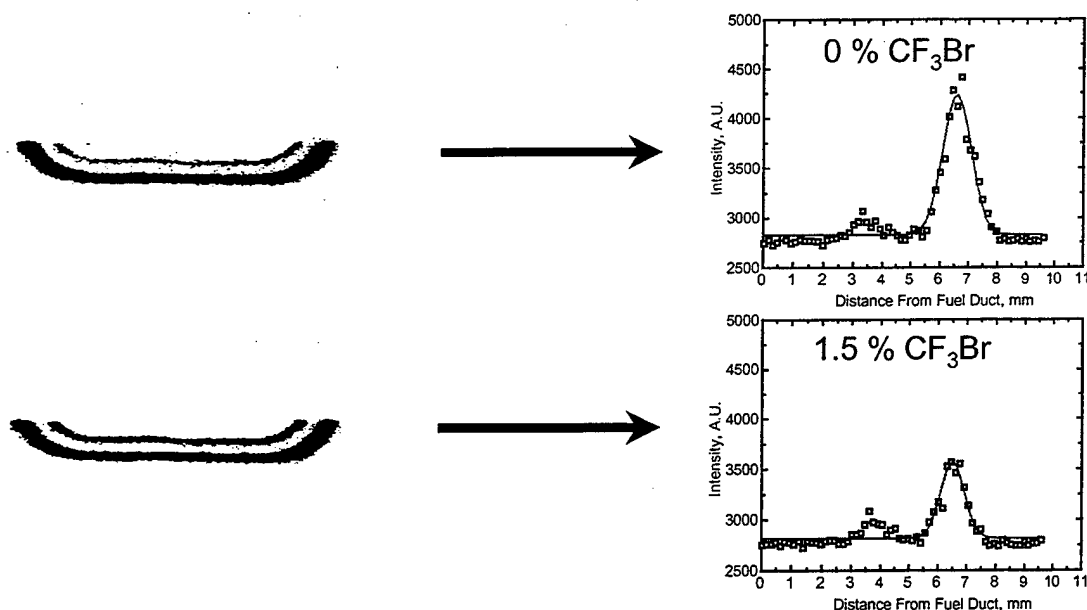 0 % CF₃Br
5000
4500
4000
3500
3000
2500
Intensity, A.U.
0 1 2 3 4 5 6 7 8 9 10 11
Distance From Fuel Duct, mm
1.5 % CF₃Br
5000
4500
4000
3500
3000
2500
Intensity, A.U.
0 1 2 3 4 5 6 7 8 9 10 11
Distance From Fuel Duct, mm